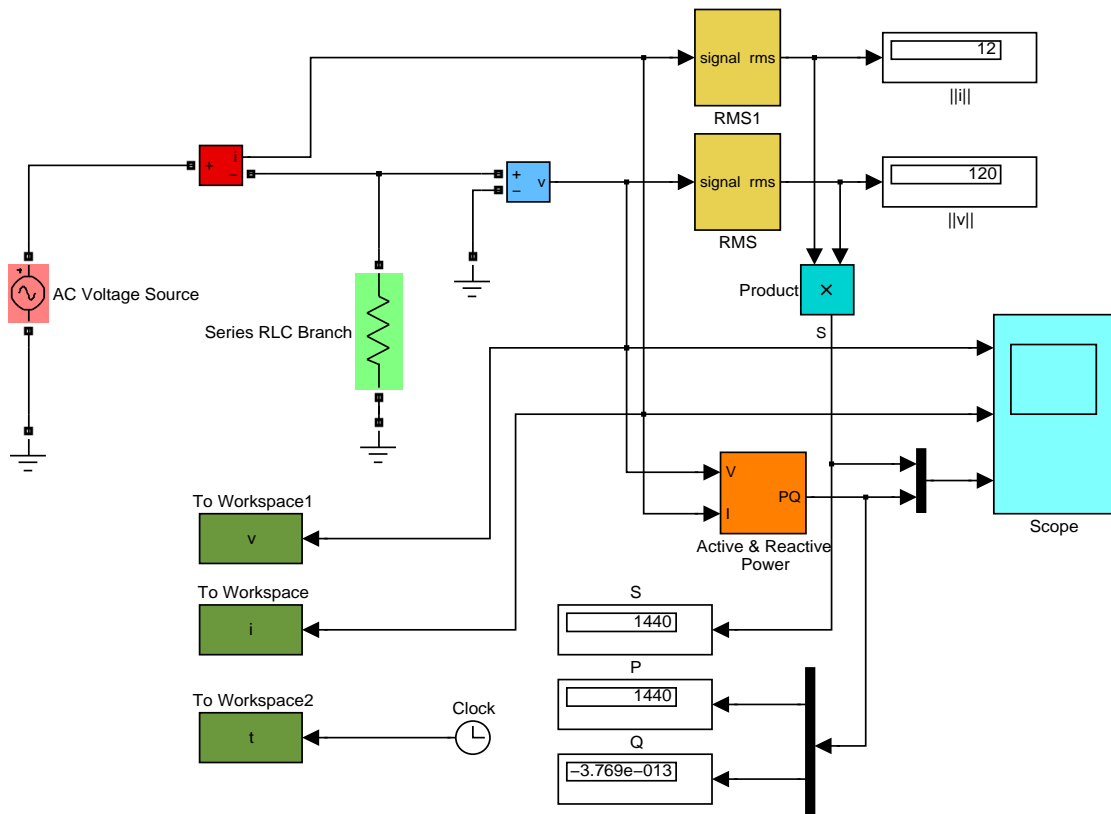 signal rms
12
||i||
RMS1
+ i
−
signal rms
120
||v||
RMS
+ v
−
+
AC Voltage Source
Product
×
S
Series RLC Branch
V
PQ
I
Active & Reactive
Power
Scope
To Workspace1
v
To Workspace
i
S
1440
P
1440
To Workspace2
t
Clock
Q
−3.769e−013